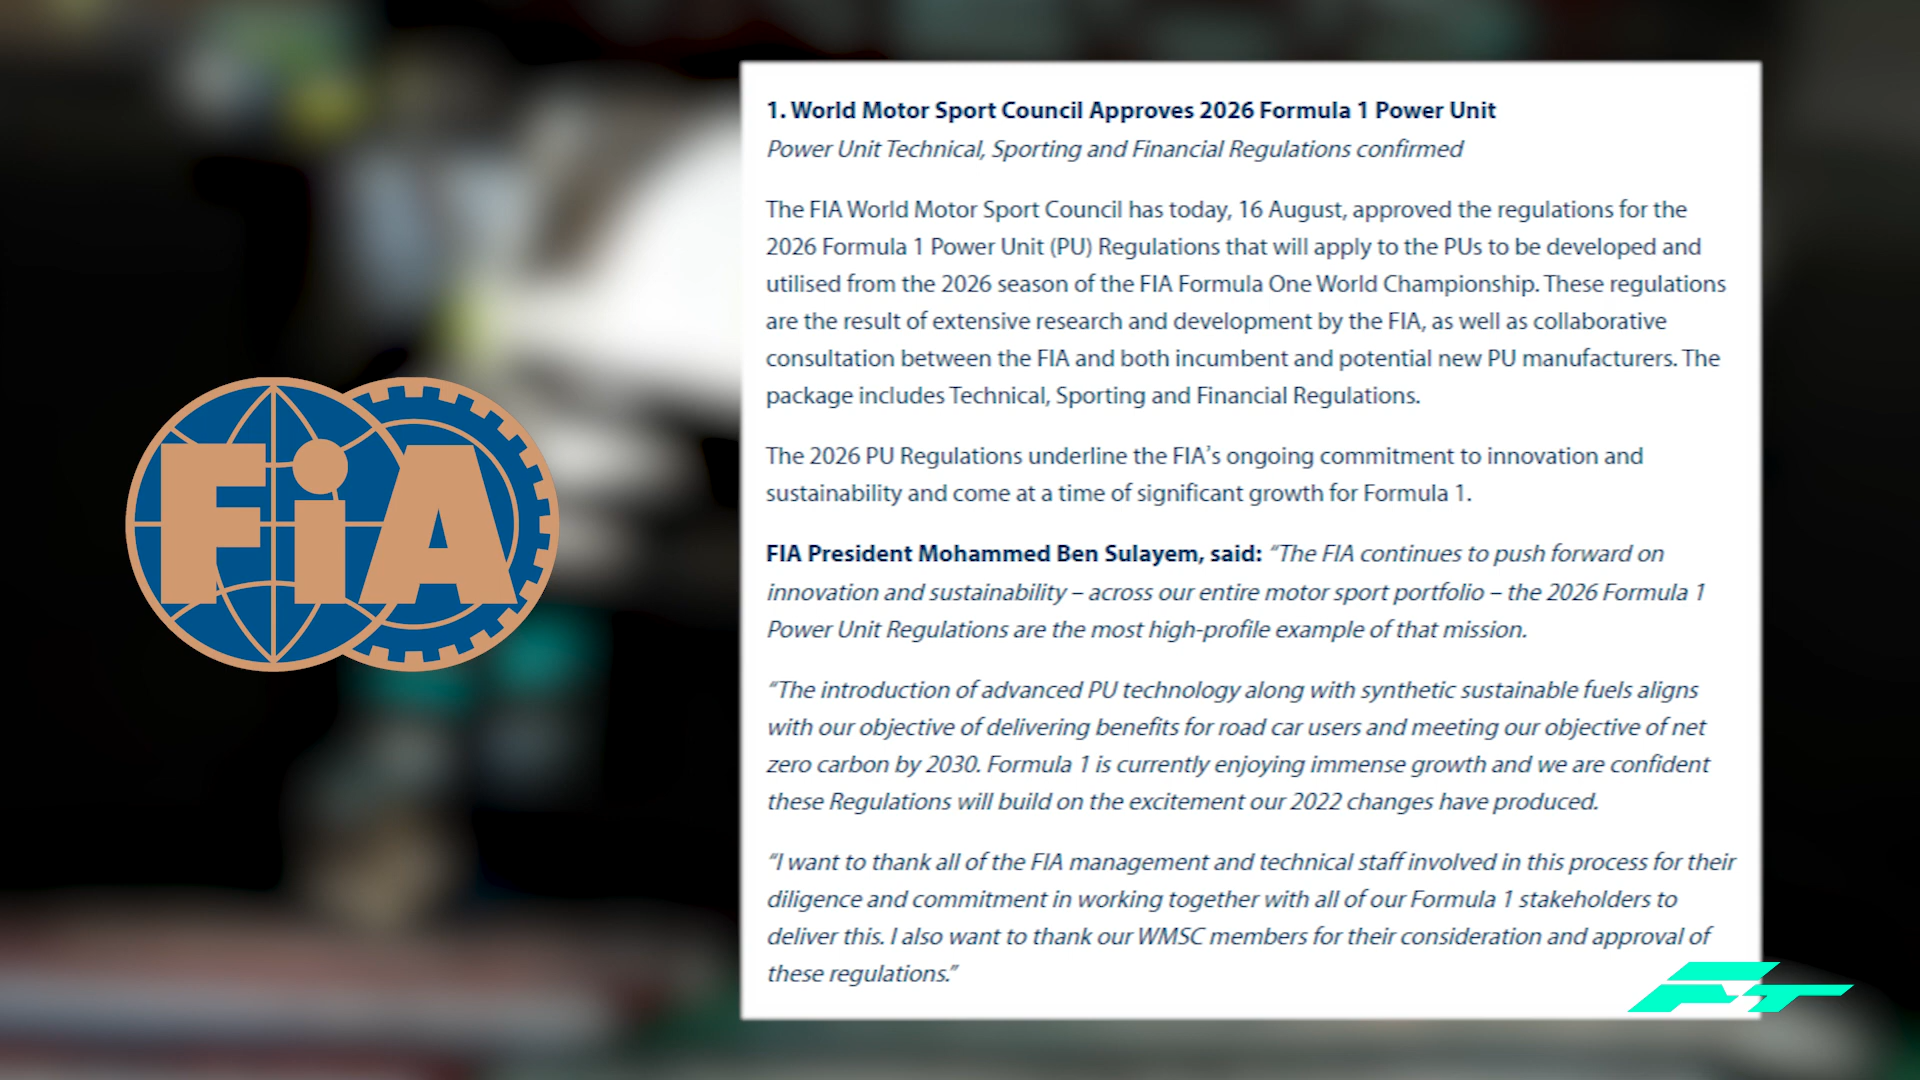 1. World Motor Sport Council Approves 2026 Formula 1 Power Unit
Power Unit Technical, Sporting and Financial Regulations confirmed
The FIA World Motor Sport Council has today, 16 August, approved the regulations for the
2026 Formula 1 Power Unit (PU) Regulations that will apply to the PUs to be developed and
utilised from the 2026 season of the FIA Formula One World Championship. These regulations
are the result of extensive research and development by the FIA, as well as collaborative
consultation between the FIA and both incumbent and potential new PU manufacturers. The
package includes Technical, Sporting and Financial Regulations.
The 2026 PU Regulations underline the FIA's ongoing commitment to innovation and
sustainability and come at a time of significant growth for Formula 1.
FIA President Mohammed Ben Sulayem, said: “The FIA continues to push forward on
innovation and sustainability – across our entire motor sport portfolio – the 2026 Formula 1
Power Unit Regulations are the most high-profile example of that mission.
“The introduction of advanced PU technology along with synthetic sustainable fuels aligns
with our objective of delivering benefits for road car users and meeting our objective of net
zero carbon by 2030. Formula 1 is currently enjoying immense growth and we are confident
these Regulations will build on the excitement our 2022 changes have produced.
“I want to thank all of the FIA management and technical staff involved in this process for their
diligence and commitment in working together with all of our Formula 1 stakeholders to
deliver this. I also want to thank our WMSC members for their consideration and approval of
these regulations.”
FiA
FT